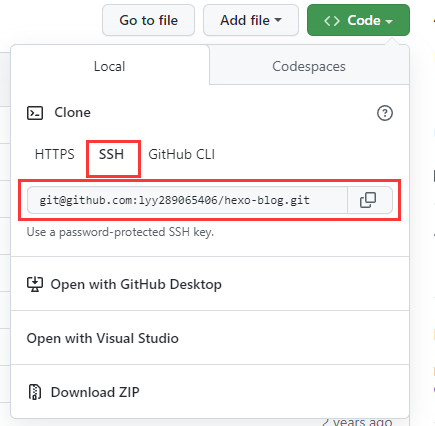 Go to file Add file Code
Local Codespaces
Clone
HTTPS SSH GitHub CLI
git@github.com:lyy289065406/hexo-blog.git
Use a password-protected SSH key.
Open with GitHub Desktop
Open with Visual Studio
Download ZIP
2 years ago